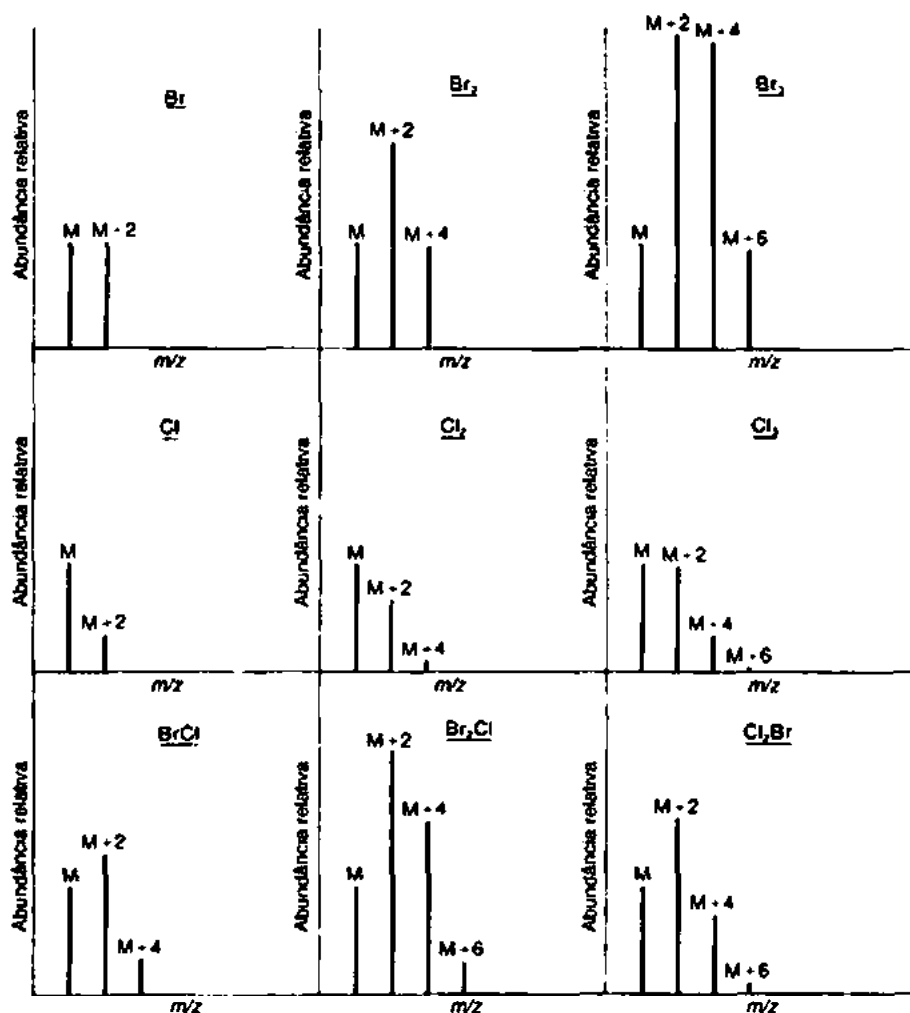 Br
Abundância relativa
M
M + 2
m/z
Br₂
Abundância relativa
M
M + 2
M + 4
m/z
Br₃
Abundância relativa
M
M + 2
M + 4
M + 6
m/z
Cl
Abundância relativa
M
M + 2
m/z
Cl₂
Abundância relativa
M
M + 2
M + 4
m/z
Cl₃
Abundância relativa
M
M + 2
M + 4
M + 6
m/z
BrCl
Abundância relativa
M
M + 2
M + 4
m/z
Br₂Cl
Abundância relativa
M
M + 2
M + 4
M + 6
m/z
Cl₂Br
Abundância relativa
M
M + 2
M + 4
M + 6
m/z